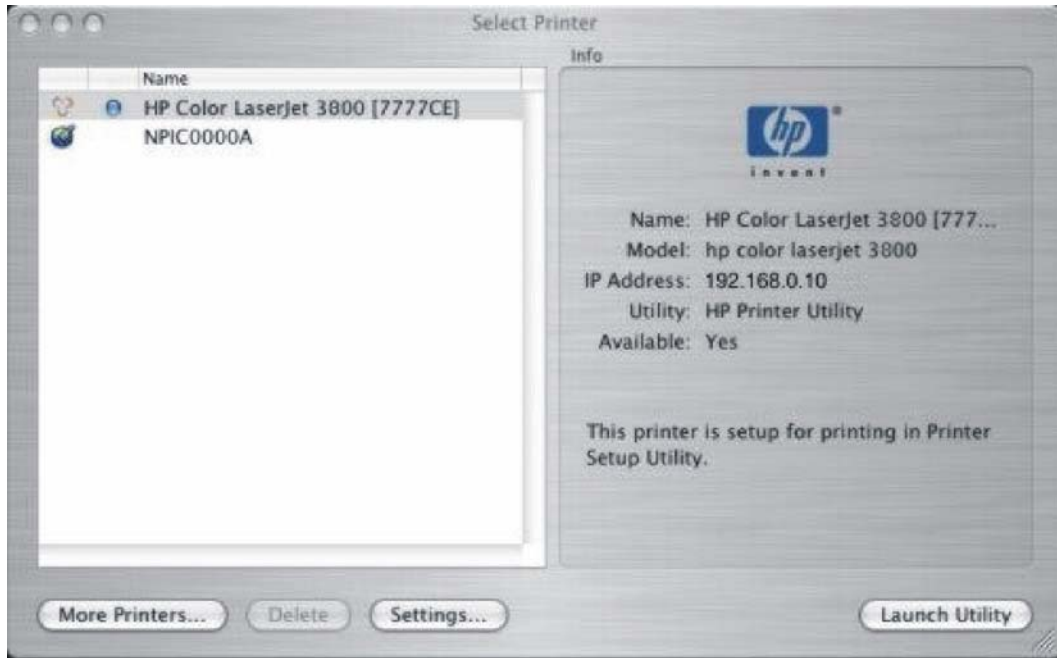 Select Printer
Info
Name
HP Color LaserJet 3800 [7777CE]
NPIC0000A
hp
invent
Name: HP Color LaserJet 3800 [777...
Model: hp color laserjet 3800
IP Address: 192.168.0.10
Utility: HP Printer Utility
Available: Yes
This printer is setup for printing in Printer
Setup Utility.
More Printers...
Delete
Settings...
Launch Utility